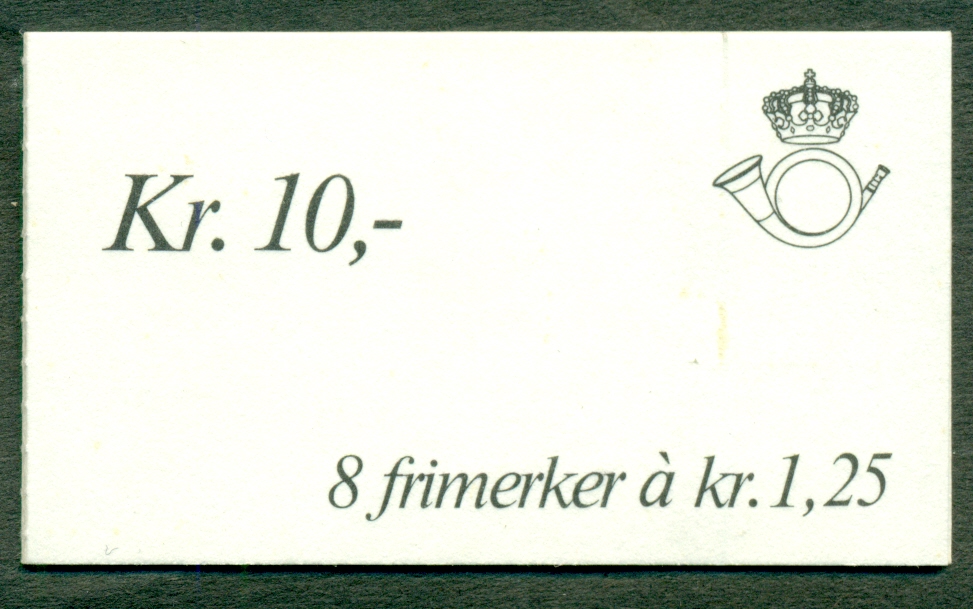 Kr. 10,-
8 frimerker à kr. 1,25